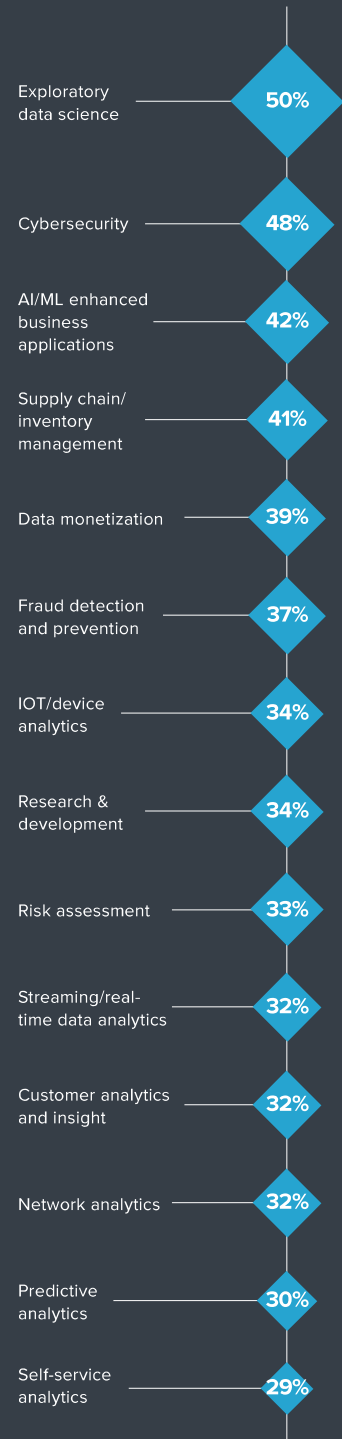 Exploratory
data science
50%
Cybersecurity
48%
AI/ML enhanced
business
applications
42%
Supply chain/
inventory
management
41%
Data monetization
39%
Fraud detection
and prevention
37%
IOT/device
analytics
34%
Research &
development
34%
Risk assessment
33%
Streaming/real-
time data analytics
32%
Customer analytics
and insight
32%
Network analytics
32%
Predictive
analytics
30%
Self-service
analytics
29%